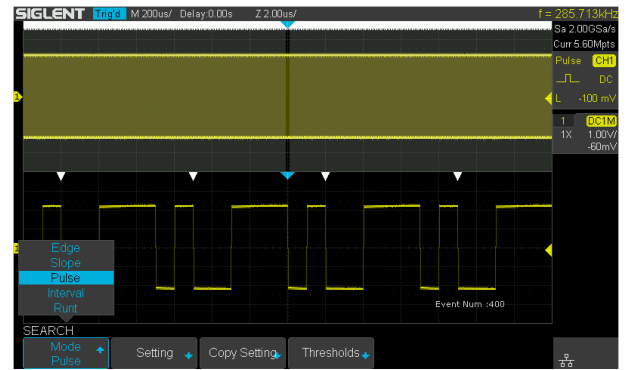 SIGLENT Trig'd M 200us/ Delay:0.00s Z 2.00us/ f = 285.713kHz
Sa 2.00GSa/s
Curr 5.60Mpts
Pulse CH1
DC
L -100 mV
1 DC1M
1X 1.00V/
-60mV
1
1
Edge
Slope
Pulse
Interval
Runt
Event Num :400
SEARCH
Mode Setting Copy Setting Thresholds
Pulse